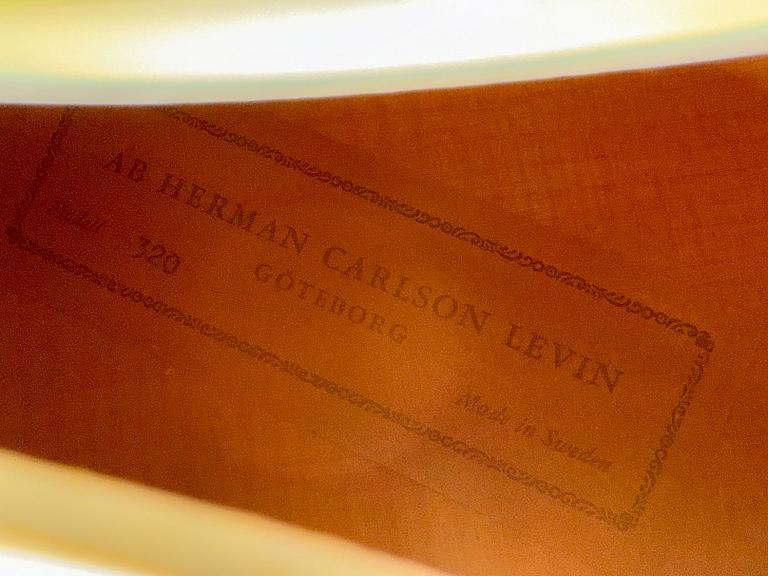 AB HERMAN CARLSON LEVIN
GÖTEBORG
Modell 320
Made in Sweden